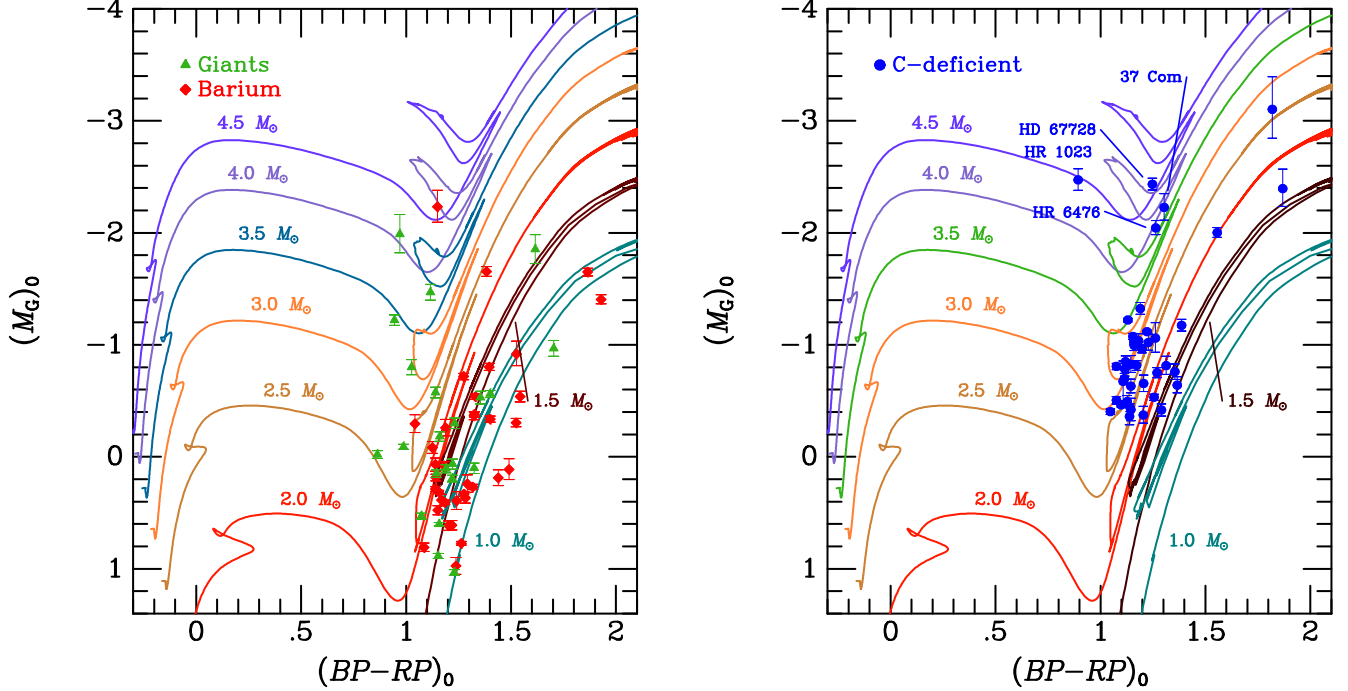 Giants
Barium
4.5 M⊙
4.0 M⊙
3.5 M⊙
3.0 M⊙
2.5 M⊙
2.0 M⊙
1.5 M⊙
1.0 M⊙
−4
−3
−2
−1
0
1
0
.5
1
1.5
2
(M_G)_0
(BP−RP)_0
C−deficient
37 Com
HD 67728
HR 1023
HR 6476
4.5 M⊙
4.0 M⊙
3.5 M⊙
3.0 M⊙
2.5 M⊙
2.0 M⊙
1.5 M⊙
1.0 M⊙
−4
−3
−2
−1
0
1
0
.5
1
1.5
2
(M_G)_0
(BP−RP)_0